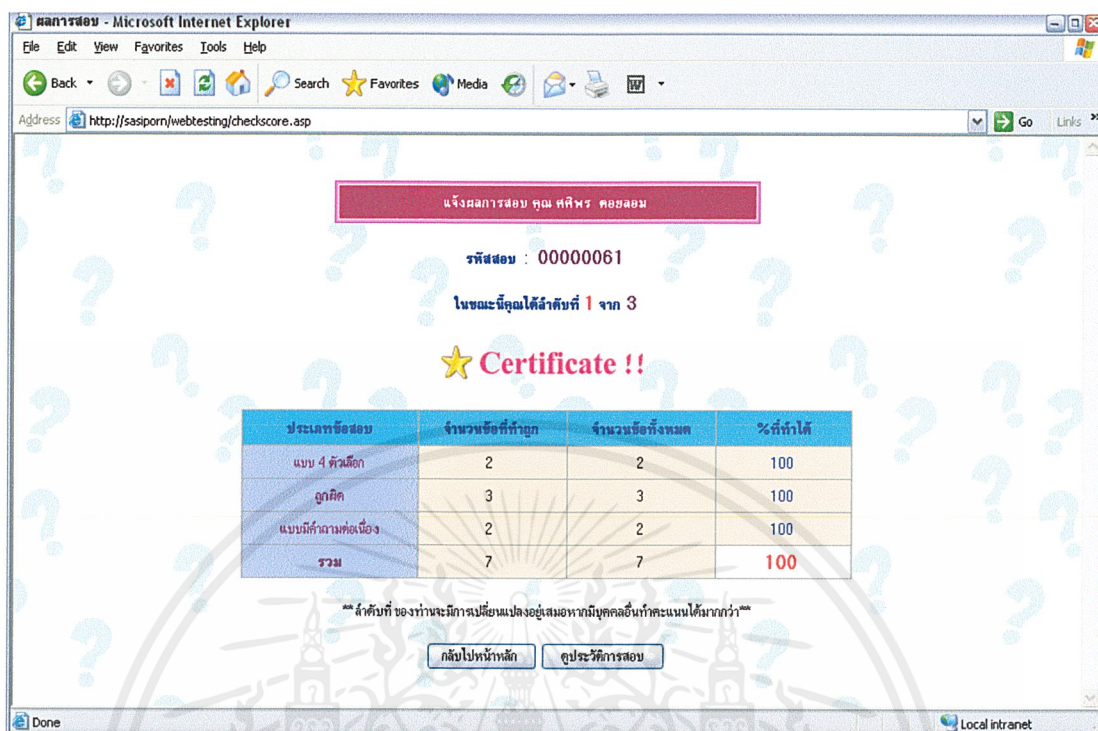 ผลการสอบ - Microsoft Internet Explorer
File Edit View Favorites Tools Help
Back Search Favorites Media
Address http://sasiporn/webtesting/checkscore.asp Go Links
แจ้งผลการสอบ คุณ ศศิพร คอยลอม
รหัสสอบ : 00000061
ในขณะนี้คุณได้ลำดับที่ 1 จาก 3
Certificate !!
ประเภทข้อสอบ จำนวนข้อที่ทำถูก จำนวนข้อทั้งหมด %ที่ทำได้
แบบ 4 ตัวเลือก 2 2 100
ถูกผิด 3 3 100
แบบมีคำถามต่อเนื่อง 2 2 100
รวม 7 7 100
** ลำดับที่ ของท่านจะมีการเปลี่ยนแปลงอยู่เสมอหากมีบุคคลอื่นทำคะแนนได้มากกว่า**
กลับไปหน้าหลัก ดูประวัติการสอบ
Done Local intranet